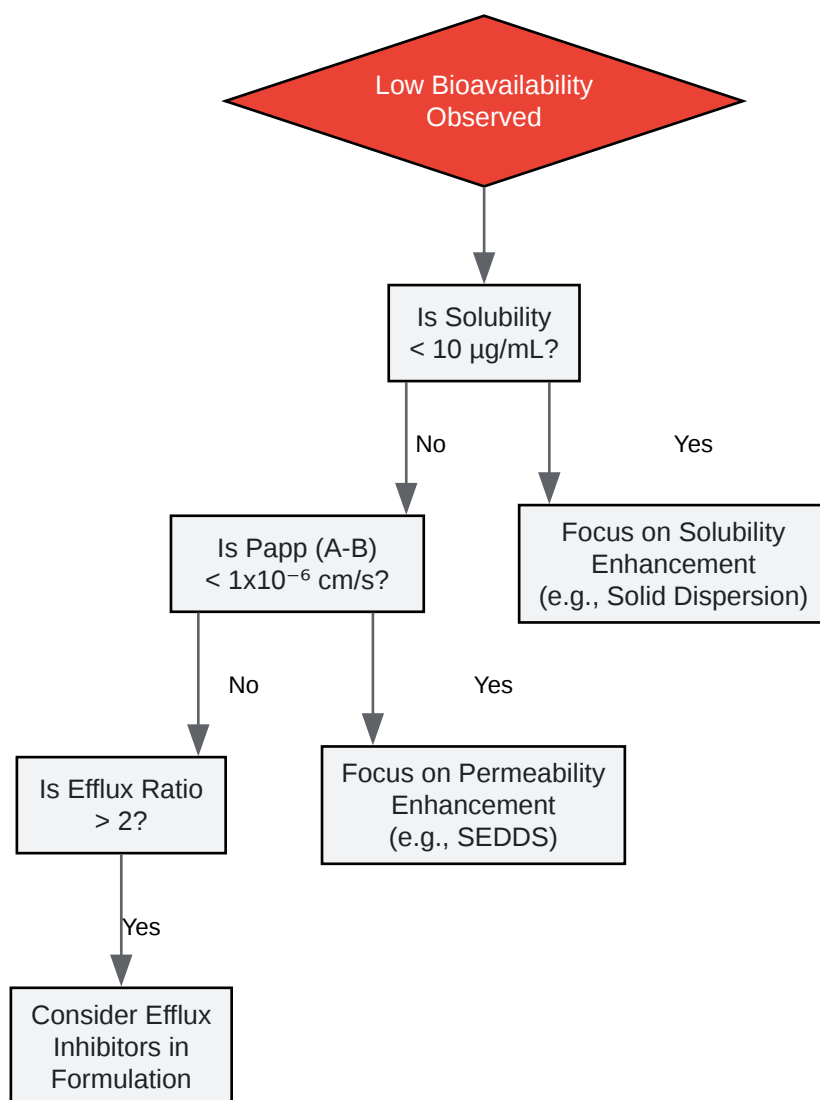 Low Bioavailability
Observed
Is Solubility
< 10 µg/mL?
No
Yes
Is Papp (A-B)
< 1x10⁻⁶ cm/s?
Focus on Solubility
Enhancement
(e.g., Solid Dispersion)
No
Yes
Is Efflux Ratio
> 2?
Focus on Permeability
Enhancement
(e.g., SEDDS)
Yes
Consider Efflux
Inhibitors in
Formulation